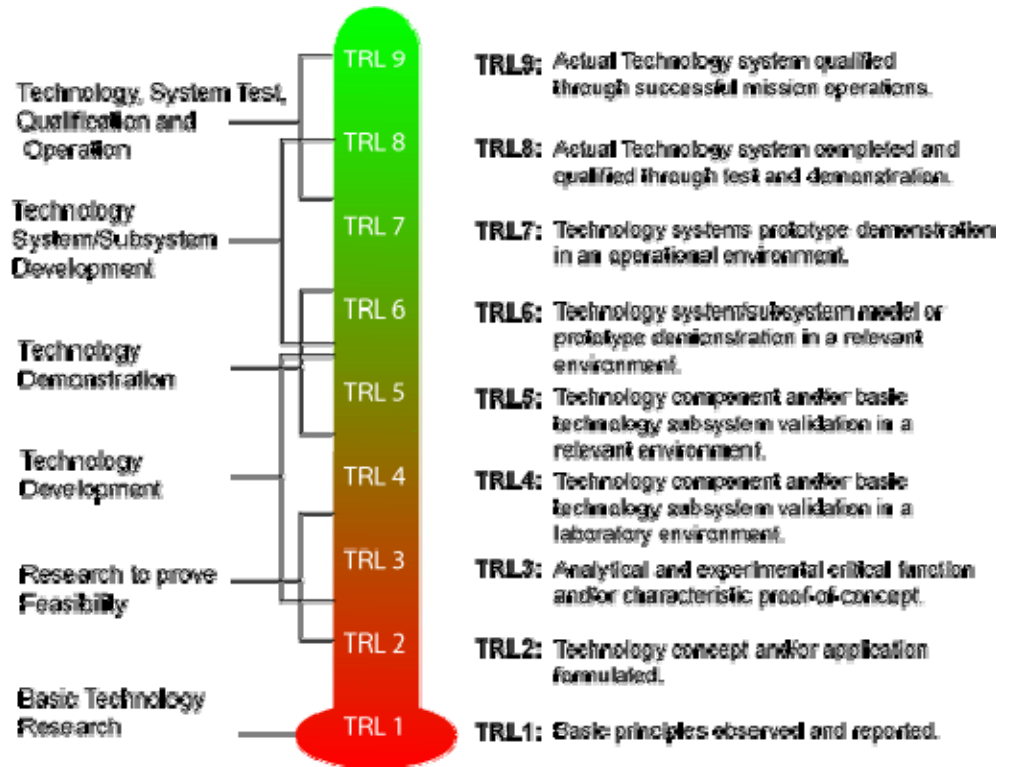 Technology, System Test,
Qualification and
Operation
Technology
System/Subsystem
Development
Technology
Demonstration
Technology
Development
Research to prove
Feasibility
Basic Technology
Research
TRL 9
TRL 8
TRL 7
TRL 6
TRL 5
TRL 4
TRL 3
TRL 2
TRL 1
TRL9: Actual Technology system qualified
through successful mission operations.
TRL8: Actual Technology system completed and
qualified through test and demonstration.
TRL7: Technology systems prototype demonstration
in an operational environment.
TRL6: Technology system/subsystem model or
prototype demonstration in a relevant
environment.
TRL5: Technology component and/or basic
technology subsystem validation in a
relevant environment.
TRL4: Technology component and/or basic
technology subsystem validation in a
laboratory environment.
TRL3: Analytical and experimental critical function
and/or characteristic proof-of-concept.
TRL2: Technology concept and/or application
formulated.
TRL1: Basic principles observed and reported.